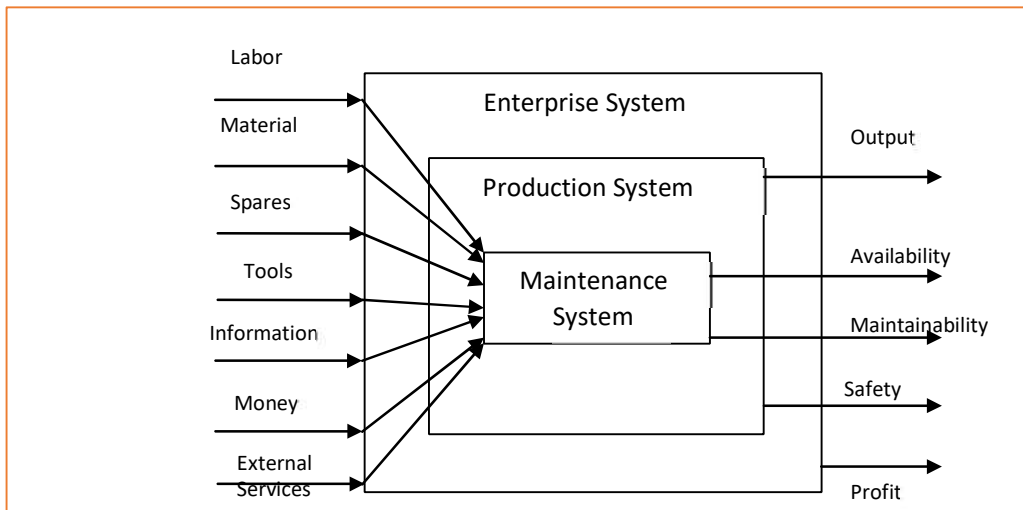 Labor
Material
Spares
Tools
Information
Money
External
Services
Enterprise System
Production System
Maintenance
System
Output
Availability
Maintainability
Safety
Profit